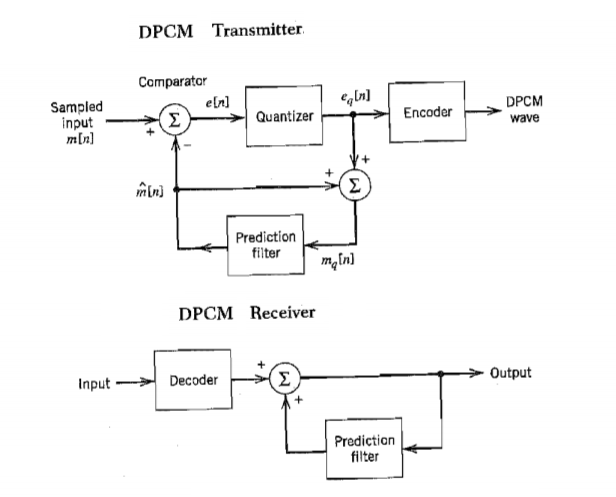 DPCM Transmitter
Comparator
Sampled
input
m[n]
+
Σ
−
e[n]
Quantizer
e_q[n]
Encoder
DPCM
wave
+
+
Σ
m̂[n]
Prediction
filter
m_q[n]
DPCM Receiver
Input
Decoder
+
Σ
+
Output
Prediction
filter